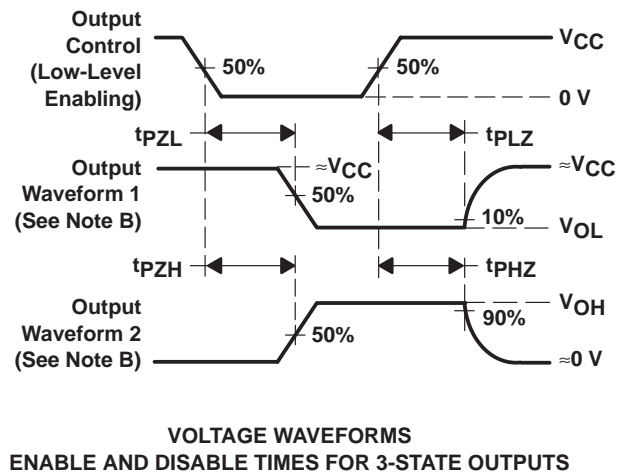 Output
Control
(Low-Level
Enabling)
50%
50%
VCC
0 V
tPZL
tPLZ
Output
Waveform 1
(See Note B)
≈VCC
50%
≈VCC
10%
VOL
tPZH
tPHZ
Output
Waveform 2
(See Note B)
50%
VOH
90%
≈0 V
VOLTAGE WAVEFORMS
ENABLE AND DISABLE TIMES FOR 3-STATE OUTPUTS